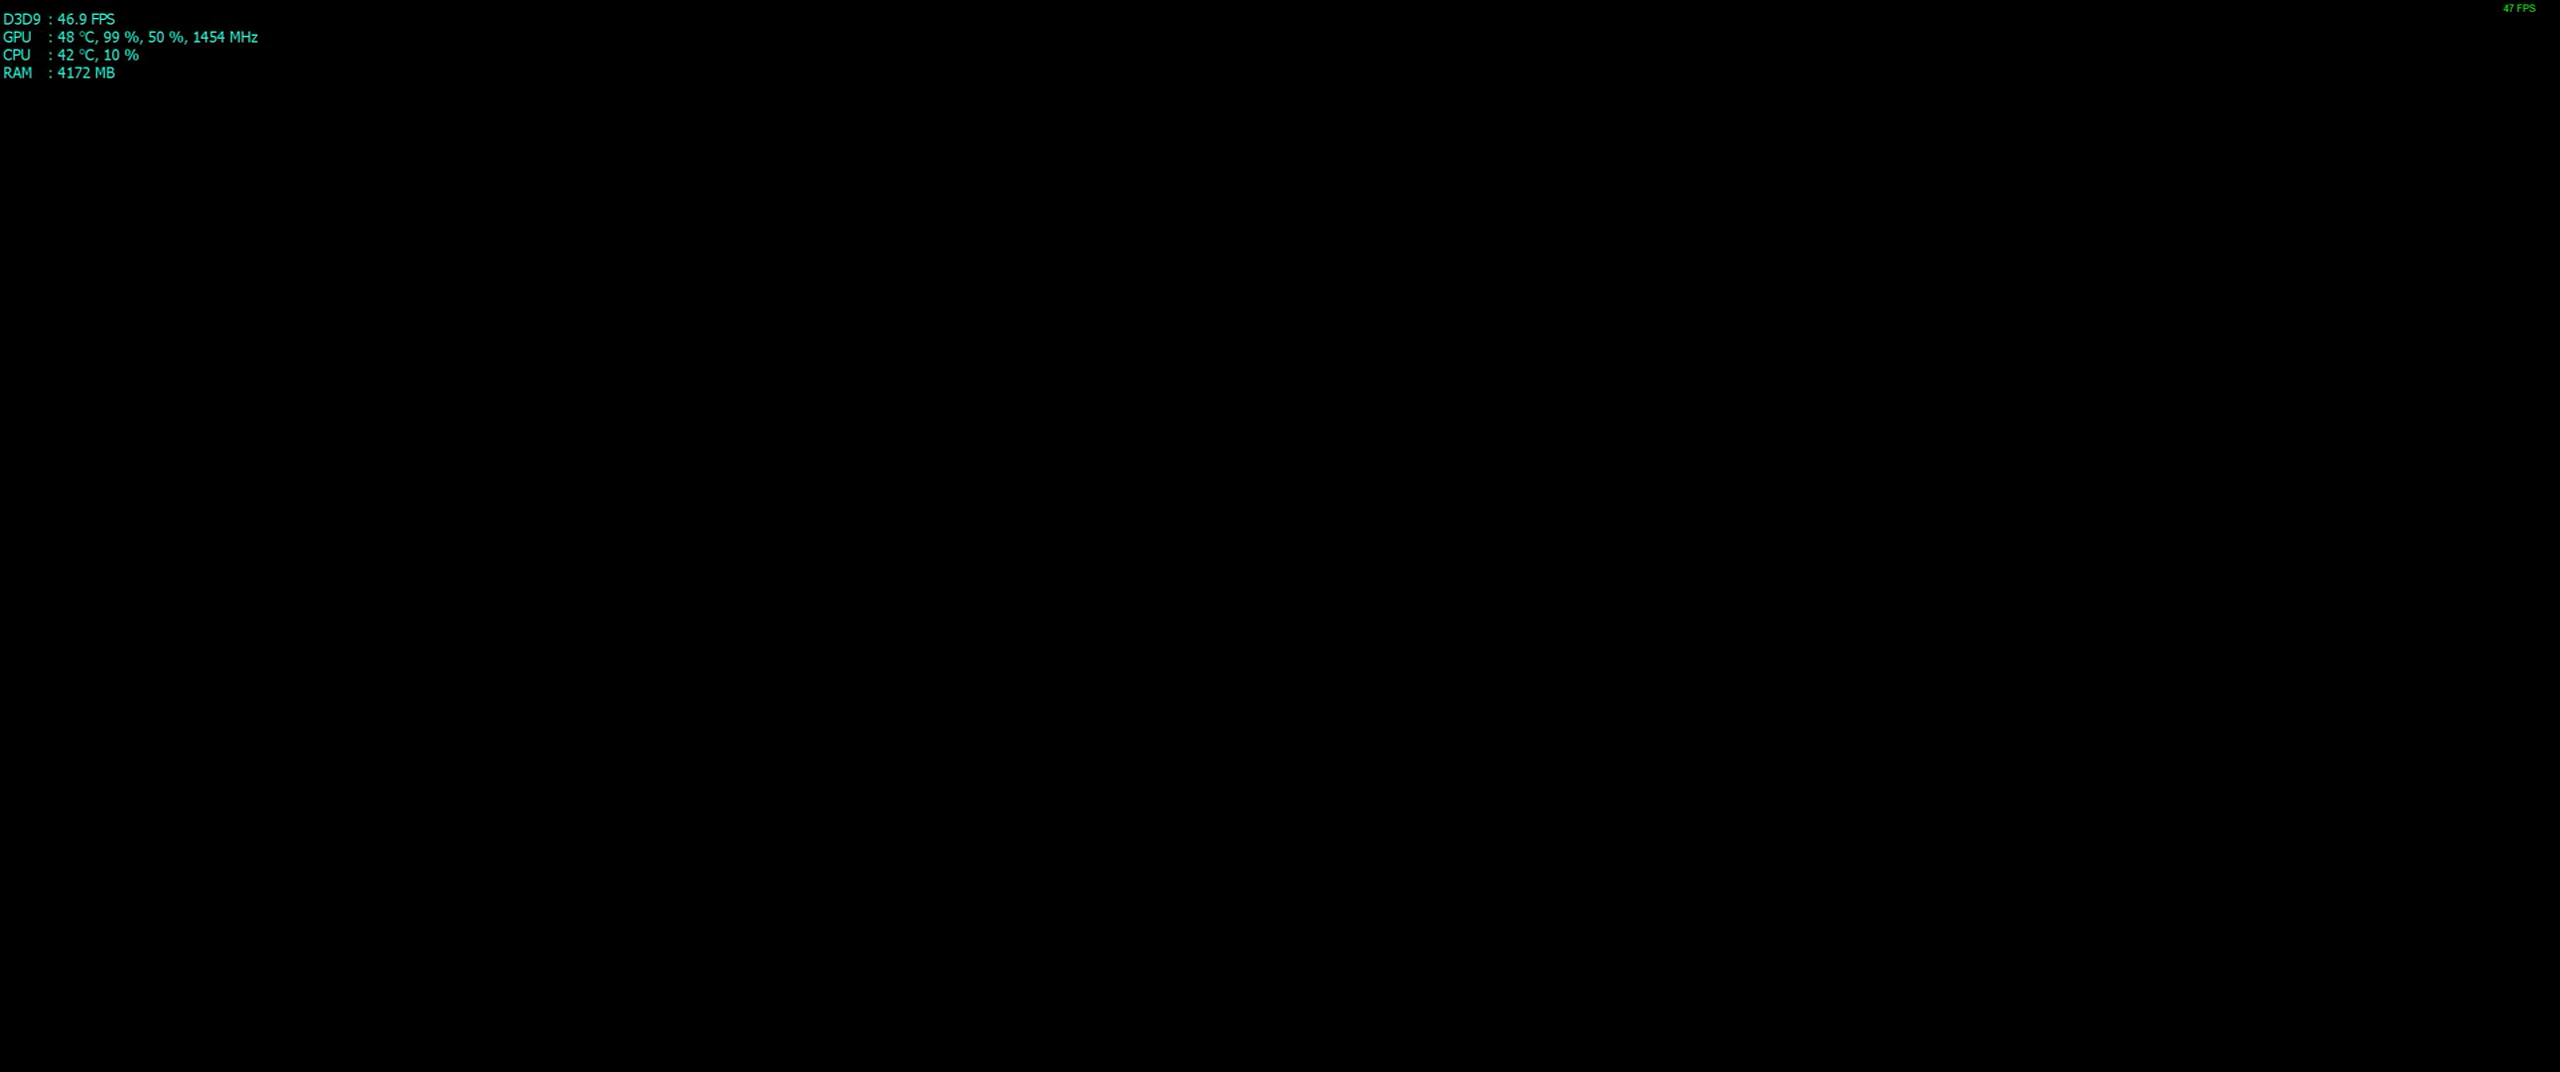 D3D9 : 46.9 FPS
GPU : 48 °C, 99 %, 50 %, 1454 MHz
CPU : 42 °C, 10 %
RAM : 4172 MB
47 FPS